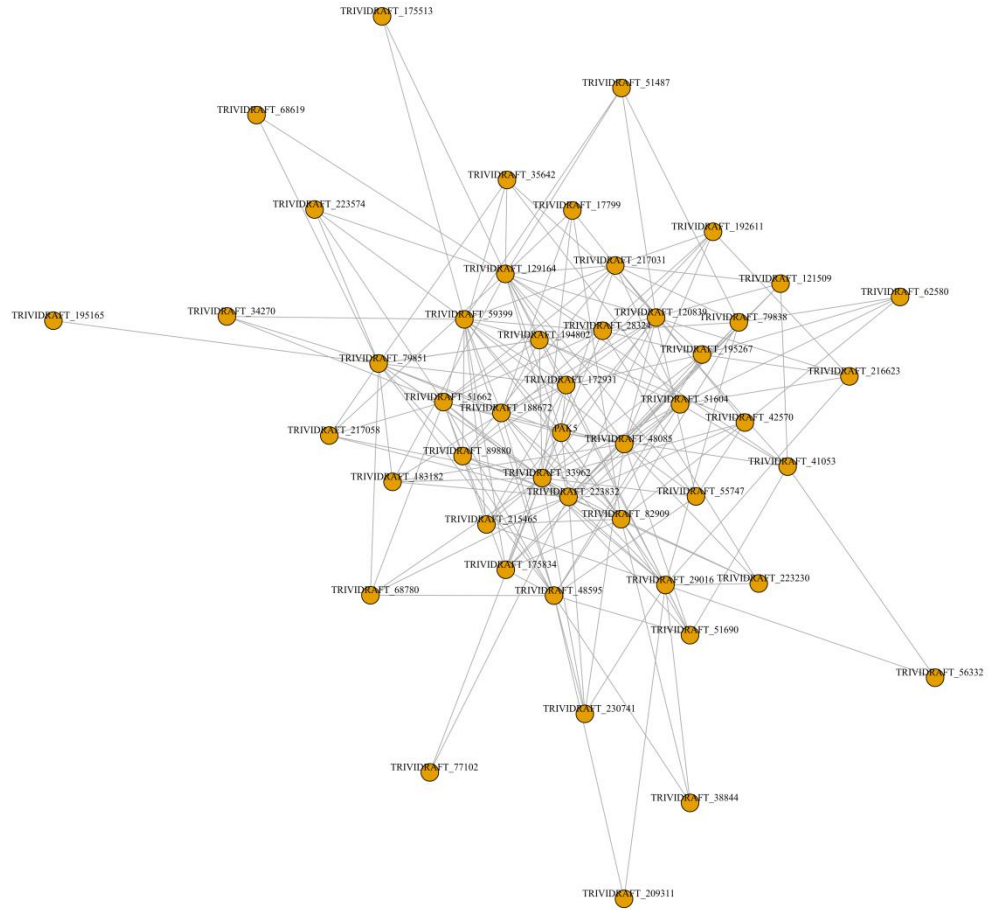 TRIVIDRAFT_175513
TRIVIDRAFT_51487
TRIVIDRAFT_68619
TRIVIDRAFT_35642
TRIVIDRAFT_223574
TRIVIDRAFT_17799
TRIVIDRAFT_192611
TRIVIDRAFT_217031
TRIVIDRAFT_129164
TRIVIDRAFT_121509
TRIVIDRAFT_62580
TRIVIDRAFT_195165
TRIVIDRAFT_34270
TRIVIDRAFT_59399
TRIVIDRAFT_120839
TRIVIDRAFT_79838
TRIVIDRAFT_28324
TRIVIDRAFT_194802
TRIVIDRAFT_195267
TRIVIDRAFT_79851
TRIVIDRAFT_216623
TRIVIDRAFT_172931
TRIVIDRAFT_51662
TRIVIDRAFT_51604
TRIVIDRAFT_188672
TRIVIDRAFT_42570
TRIVIDRAFT_217058
PAK5
TRIVIDRAFT_48085
TRIVIDRAFT_89880
TRIVIDRAFT_41053
TRIVIDRAFT_183182
TRIVIDRAFT_33962
TRIVIDRAFT_223832
TRIVIDRAFT_55747
TRIVIDRAFT_215465
TRIVIDRAFT_82909
TRIVIDRAFT_175834
TRIVIDRAFT_29016
TRIVIDRAFT_223230
TRIVIDRAFT_68780
TRIVIDRAFT_48595
TRIVIDRAFT_51690
TRIVIDRAFT_56332
TRIVIDRAFT_230741
TRIVIDRAFT_77102
TRIVIDRAFT_38844
TRIVIDRAFT_209311